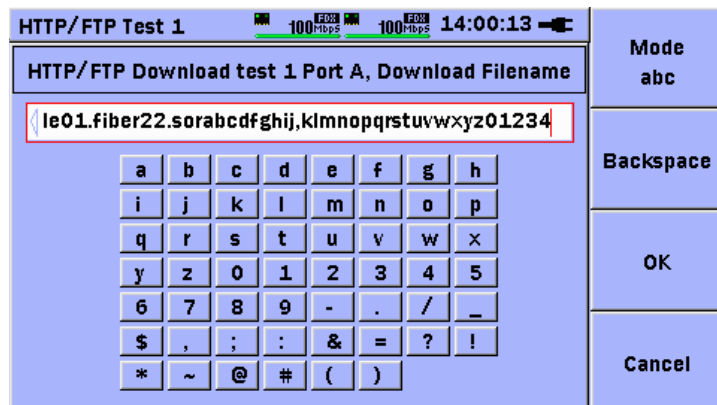 HTTP/FTP Test 1 100 FDX Mbps 100 FDX Mbps 14:00:13
HTTP/FTP Download test 1 Port A, Download Filename
le01.fiber22.sorabcdfghij,klmnopqrstuvwxyz01234
a b c d e f g h
i j k l m n o p
q r s t u v w x
y z 0 1 2 3 4 5
6 7 8 9 - . / _
$ , ; : & = ? !
* ~ @ # ( )
Mode
abc
Backspace
OK
Cancel